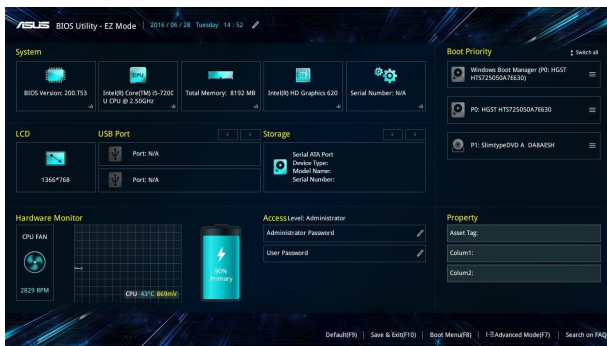 ASUS BIOS Utility - EZ Mode 2016 / 06 / 28 Tuesday 14 : 52
System
BIOS Version: 200.T53
Intel(R) Core(TM) i5-7200
U CPU @ 2.50GHz
Total Memory: 8192 MB
Intel(R) HD Graphics 620
Serial Number: N/A
Boot Priority
Switch all
Windows Boot Manager (P0: HGST
HTS725050A7E630)
P0: HGST HTS725050A7E630
P1: SlimtypeDVD A DA8AESH
LCD
1366*768
USB Port
Port: N/A
Port: N/A
Storage
Serial ATA Port
Device Type:
Model Name:
Serial Number:
Hardware Monitor
CPU FAN
2829 RPM
CPU 43°C 869mV
90%
Primary
Access Level: Administrator
Administrator Password
User Password
Property
Asset Tag:
Colum1:
Colum2:
Default(F9) Save & Exit(F10) Boot Menu(F8) Advanced Mode(F7) Search on FAQ